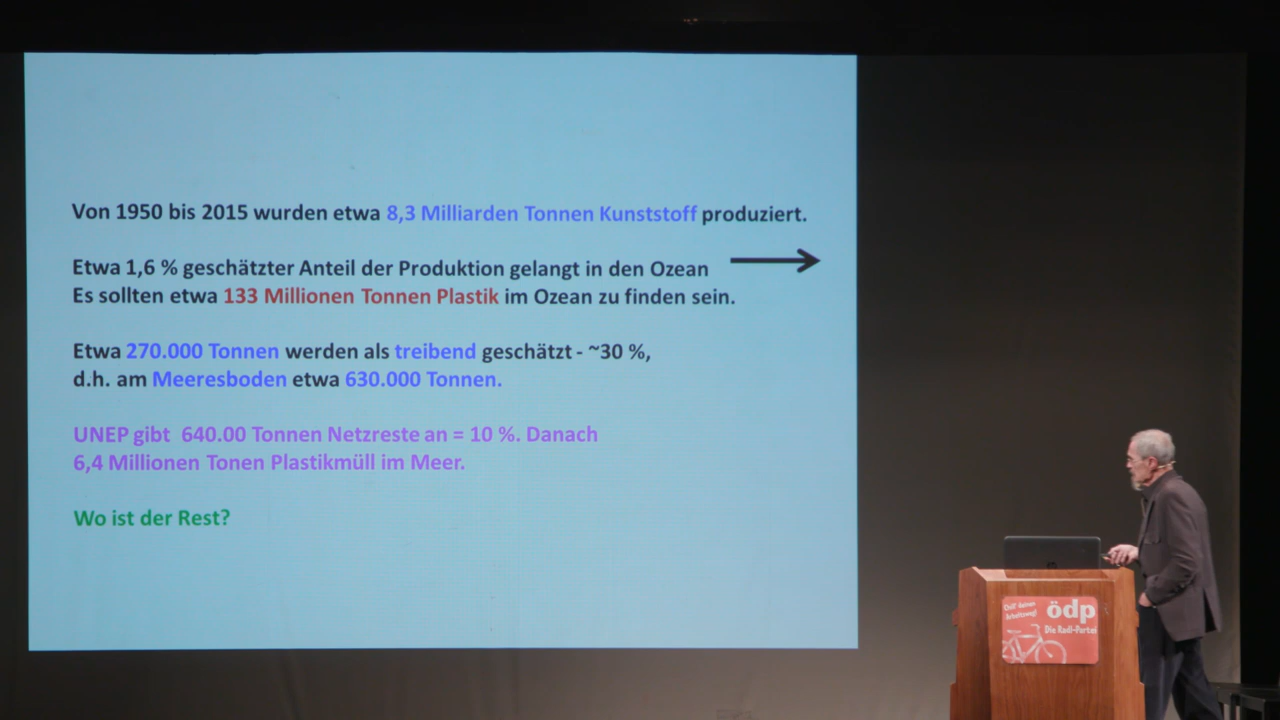 Von 1950 bis 2015 wurden etwa 8,3 Milliarden Tonnen Kunststoff produziert.
Etwa 1,6 % geschätzter Anteil der Produktion gelangt in den Ozean
Es sollten etwa 133 Millionen Tonnen Plastik im Ozean zu finden sein.
Etwa 270.000 Tonnen werden als treibend geschätzt - ~30 %,
d.h. am Meeresboden etwa 630.000 Tonnen.
UNEP gibt 640.00 Tonnen Netzreste an = 10 %. Danach
6,4 Millionen Tonen Plastikmüll im Meer.
Wo ist der Rest?
ödp
Die Radl-Partei